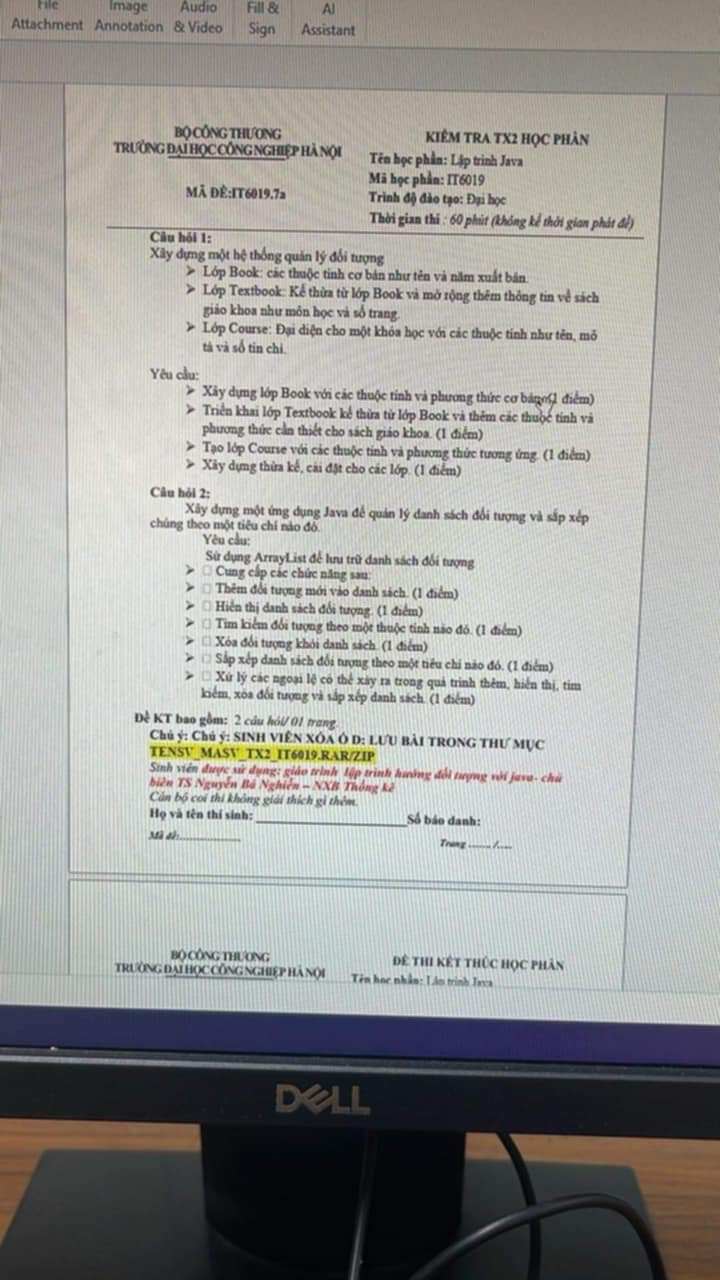 File Image Audio Fill & AI
Attachment Annotation & Video Sign Assistant
BỘ CÔNG THƯƠNG
TRƯỜNG ĐẠI HỌC CÔNG NGHIỆP HÀ NỘI
MÃ ĐỀ:IT6019.7a
KIỂM TRA TX2 HỌC PHẦN
Tên học phần: Lập trình Java
Mã học phần: IT6019
Trình độ đào tạo: Đại học
Thời gian thi : 60 phút (không kể thời gian phát đề)
Câu hỏi 1:
Xây dựng một hệ thống quản lý đối tượng
➢ Lớp Book: các thuộc tính cơ bản như tên và năm xuất bản.
➢ Lớp Textbook: Kế thừa từ lớp Book và mở rộng thêm thông tin về sách
giáo khoa như môn học và số trang.
➢ Lớp Course: Đại diện cho một khóa học với các thuộc tính như tên, mô
tả và số tín chỉ.
Yêu cầu:
➢ Xây dựng lớp Book với các thuộc tính và phương thức cơ bản. (1 điểm)
➢ Triển khai lớp Textbook kế thừa từ lớp Book và thêm các thuộc tính và
phương thức cần thiết cho sách giáo khoa. (1 điểm)
➢ Tạo lớp Course với các thuộc tính và phương thức tương ứng. (1 điểm)
➢ Xây dựng thừa kế, cài đặt cho các lớp. (1 điểm)
Câu hỏi 2:
Xây dựng một ứng dụng Java để quản lý danh sách đối tượng và sắp xếp
chúng theo một tiêu chí nào đó.
Yêu cầu:
Sử dụng ArrayList để lưu trữ danh sách đối tượng
➢ □ Cung cấp các chức năng sau:
➢ □ Thêm đối tượng mới vào danh sách. (1 điểm)
➢ □ Hiển thị danh sách đối tượng. (1 điểm)
➢ □ Tìm kiếm đối tượng theo một thuộc tính nào đó. (1 điểm)
➢ □ Xóa đối tượng khỏi danh sách. (1 điểm)
➢ □ Sắp xếp danh sách đối tượng theo một tiêu chí nào đó. (1 điểm)
➢ □ Xử lý các ngoại lệ có thể xảy ra trong quá trình thêm, hiển thị, tìm
kiếm, xóa đối tượng và sắp xếp danh sách. (1 điểm)
Đề KT bao gồm: 2 câu hỏi/ 01 trang.
Chú ý: Chú ý: SINH VIÊN XÓA Ổ D: LƯU BÀI TRONG THƯ MỤC
TENSV_MASV_TX2_IT6019.RAR/ZIP
Sinh viên được sử dụng: giáo trình lập trình hướng đối tượng với java- chủ
biên TS Nguyễn Bá Nghiễn – NXB Thống kê
Cán bộ coi thi không giải thích gì thêm.
Họ và tên thí sinh: ____________________ Số báo danh:
Mã đề:................... Trang ....../....
BỘ CÔNG THƯƠNG
TRƯỜNG ĐẠI HỌC CÔNG NGHIỆP HÀ NỘI
ĐỀ THI KẾT THÚC HỌC PHẦN
Tên học phần: Lập trình Java
DELL